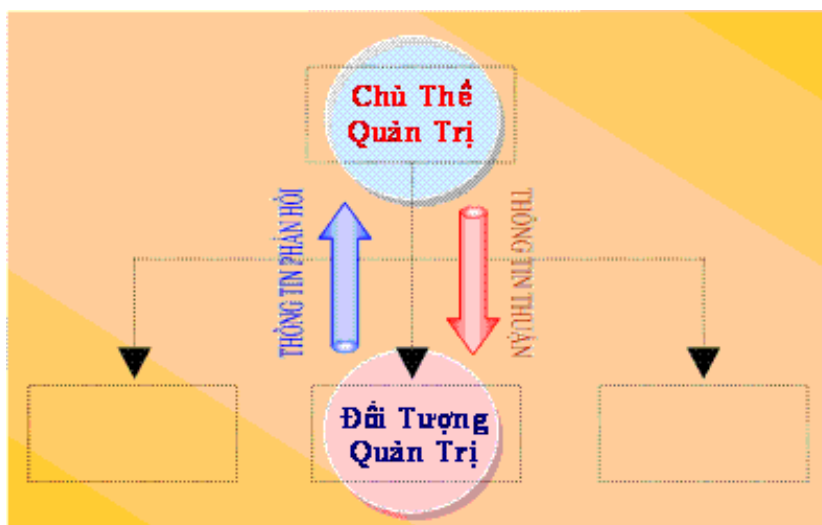 Chủ Thể
Quản Trị
THÔNG TIN PHẢN HỒI
THÔNG TIN THUẬN
Đối Tượng
Quản Trị